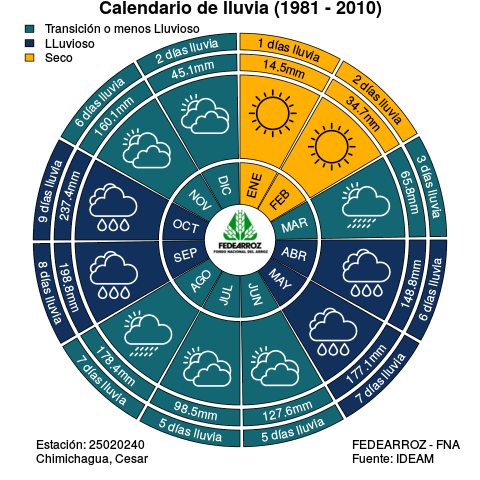 Calendario de lluvia (1981 - 2010)
Transición o menos Lluvioso
LLuvioso
Seco
1 días lluvia
14.5mm
ENE
2 días lluvia
34.7mm
FEB
3 días lluvia
65.8mm
MAR
6 días lluvia
148.8mm
ABR
7 días lluvia
177.1mm
MAY
5 días lluvia
127.6mm
JUN
5 días lluvia
98.5mm
JUL
7 días lluvia
178.4mm
AGO
8 días lluvia
198.8mm
SEP
9 días lluvia
237.4mm
OCT
6 días lluvia
160.1mm
NOV
2 días lluvia
45.1mm
DIC
FEDEARROZ
FONDO NACIONAL DEL ARROZ
Estación: 25020240
Chimichagua, Cesar
FEDEARROZ - FNA
Fuente: IDEAM